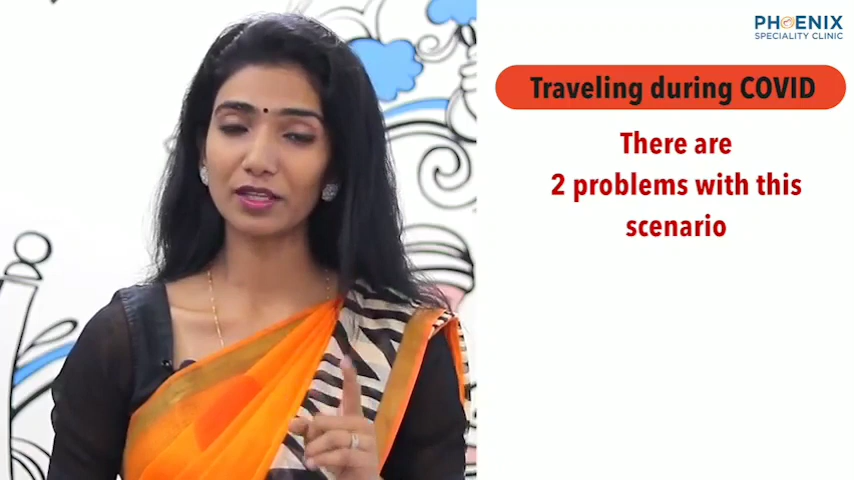 PHOENIX
SPECIALITY CLINIC
Traveling during COVID
There are
2 problems with this
scenario